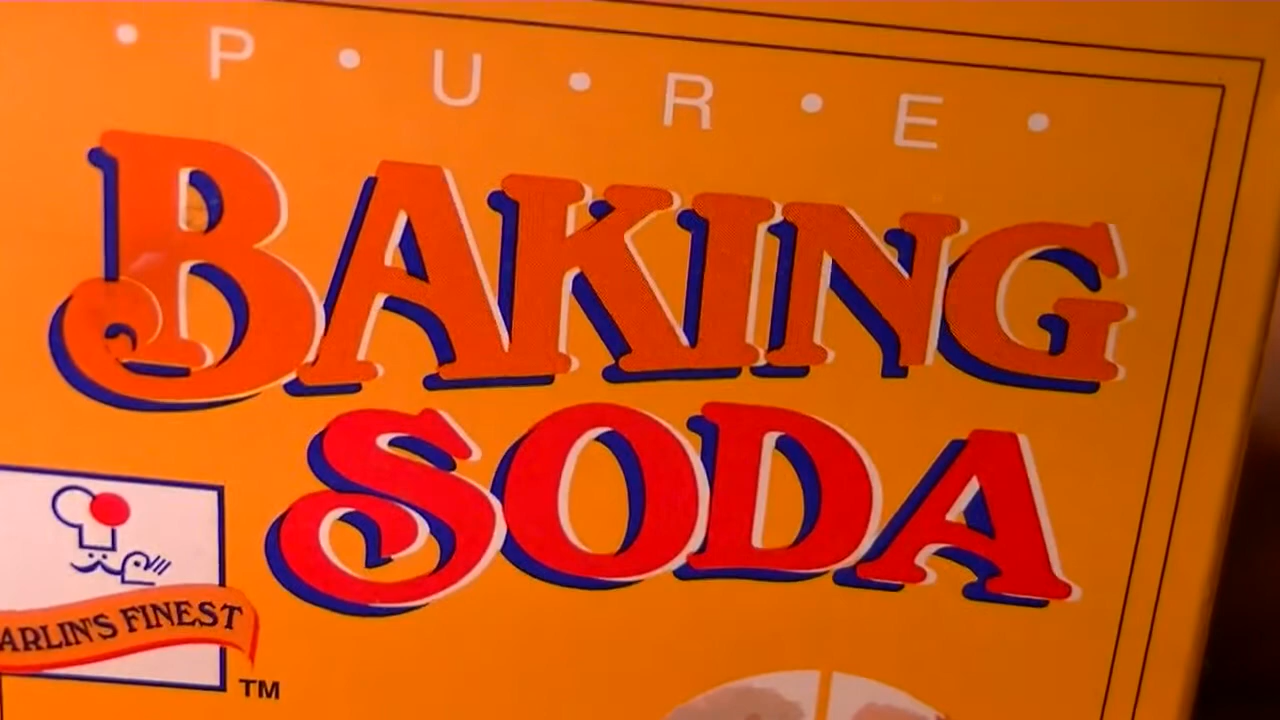 • P • U • R • E •
BAKING
SODA
ARLIN'S FINEST
TM